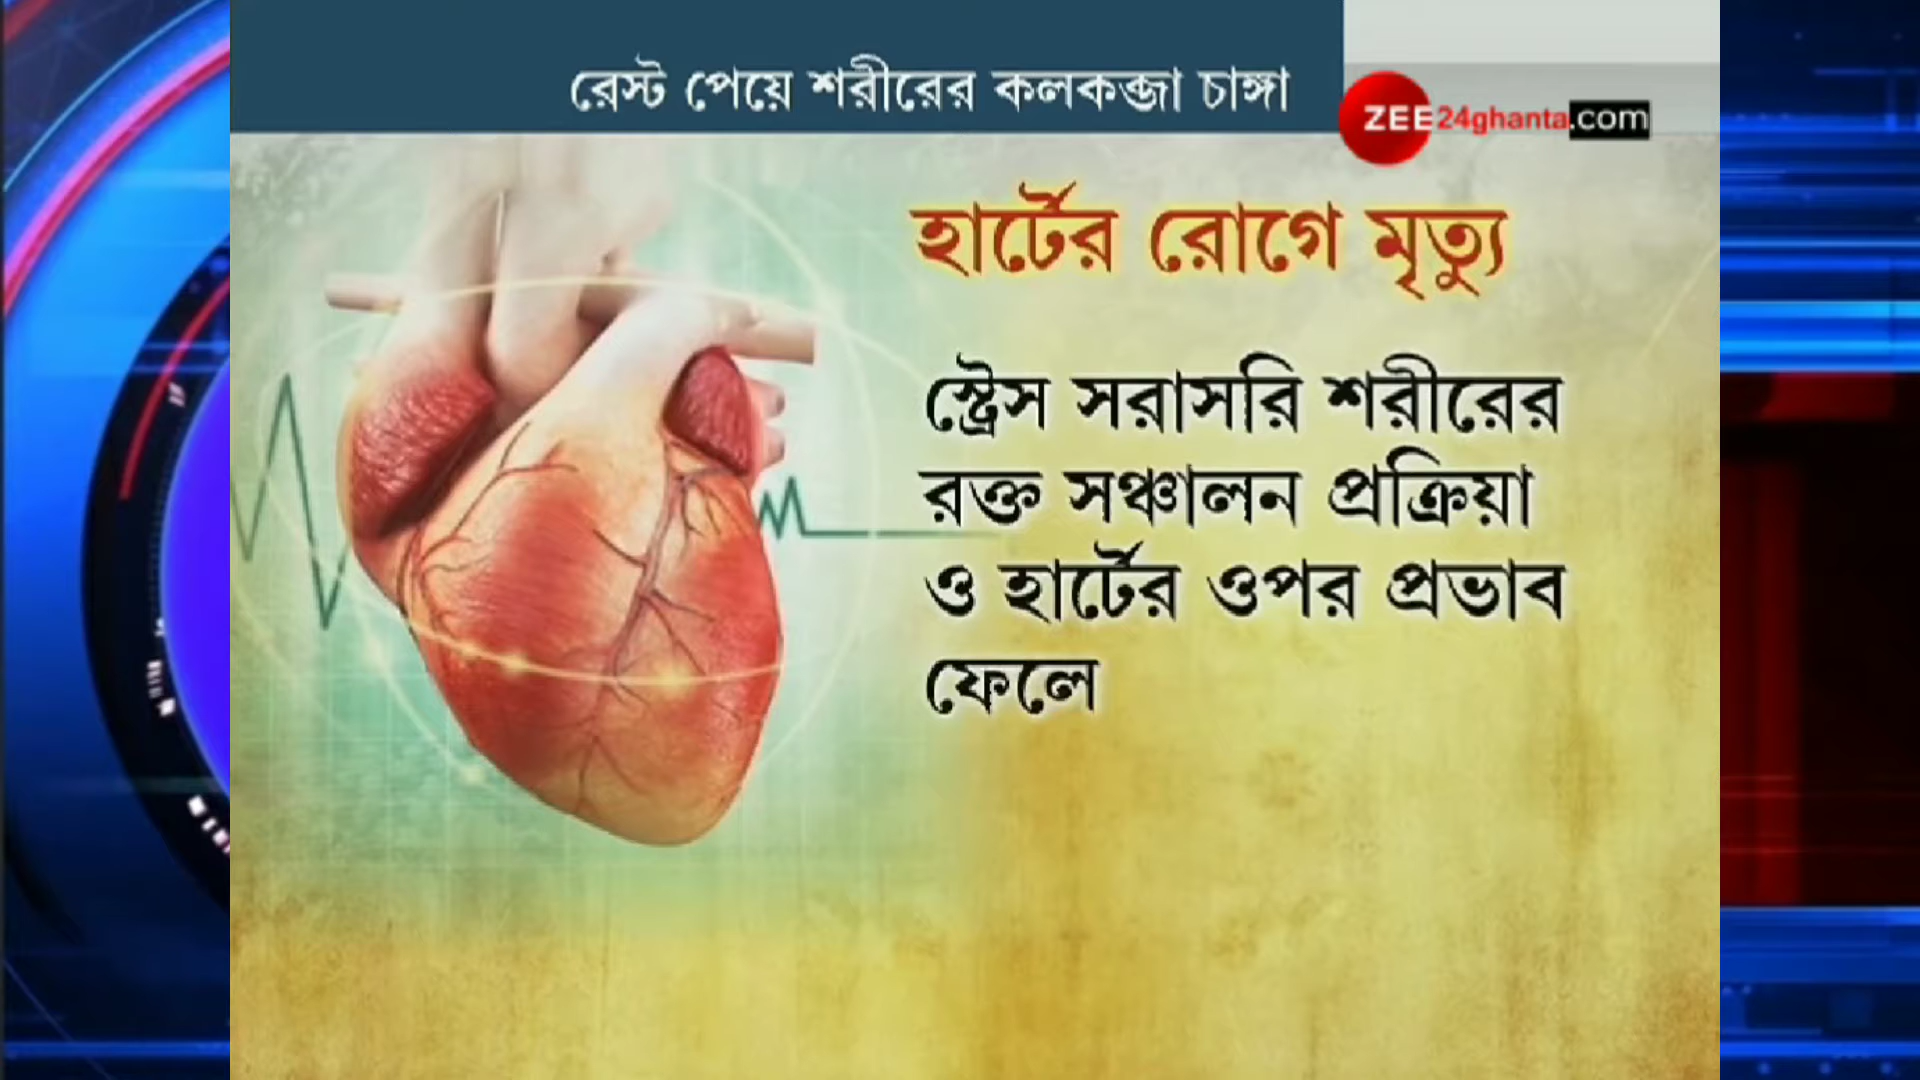 রেস্ট পেয়ে শরীরের কলকব্জা চাঙ্গা
ZEE24ghanta.com
হার্টের রোগে মৃত্যু
স্ট্রেস সরাসরি শরীরের
রক্ত সঞ্চালন প্রক্রিয়া
ও হার্টের ওপর প্রভাব
ফেলে